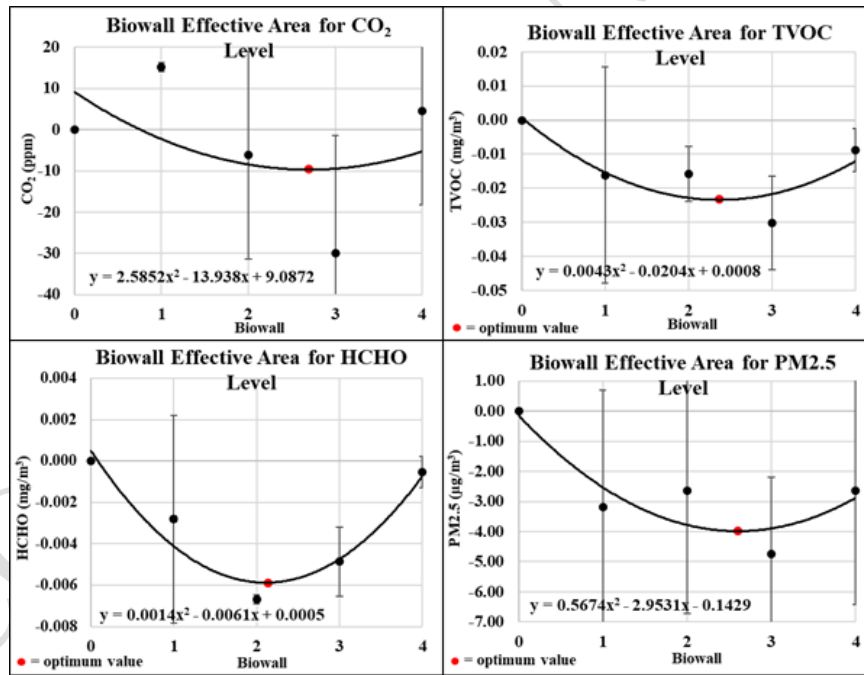 Biowall Effective Area for CO₂
Level
20
10
0
-10
-20
-30
-40
CO₂ (ppm)
y = 2.5852x² - 13.938x + 9.0872
0 1 2 3 4
Biowall
Biowall Effective Area for TVOC
Level
0.02
0.01
0.00
-0.01
-0.02
-0.03
-0.04
-0.05
TVOC (mg/m³)
y = 0.0043x² - 0.0204x + 0.0008
0 1 2 3 4
Biowall
= optimum value
Biowall Effective Area for HCHO
Level
0.004
0.002
0.000
-0.002
-0.004
-0.006
-0.008
HCHO (mg/m³)
y = 0.0014x² - 0.0061x + 0.0005
0 1 2 3 4
= optimum value Biowall
Biowall Effective Area for PM2.5
Level
1.00
0.00
-1.00
-2.00
-3.00
-4.00
-5.00
-6.00
-7.00
PM2.5 (µg/m³)
y = 0.5674x² - 2.9531x - 0.1429
0 1 2 3 4
= optimum value Biowall